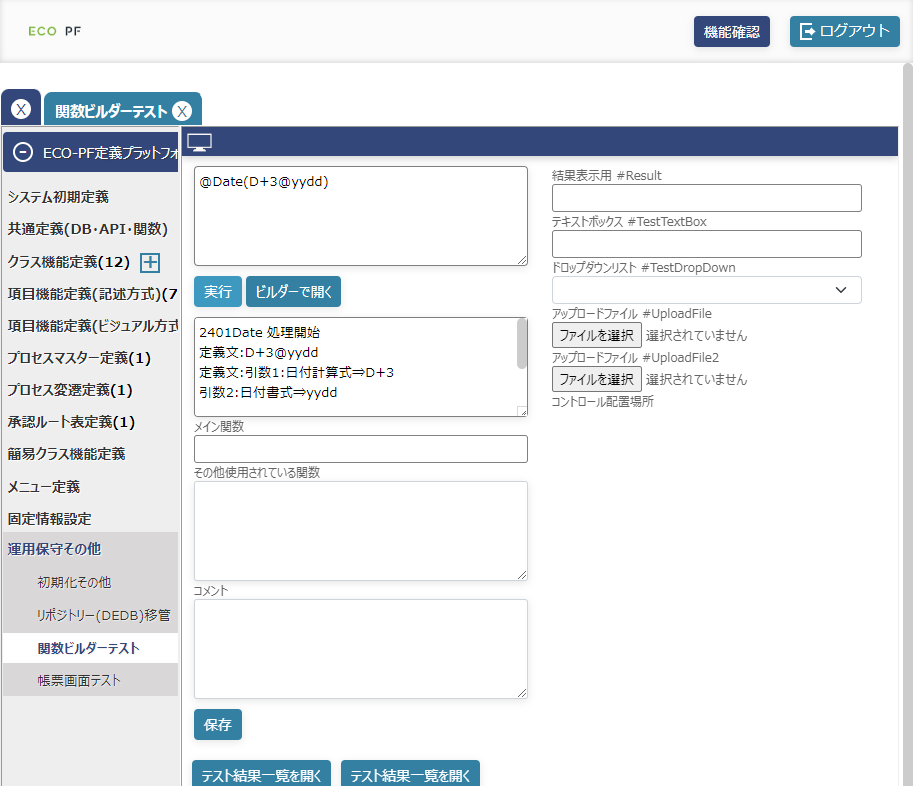 ECO PF
機能確認
ログアウト
X
関数ビルダーテスト X
ECO-PF定義プラットフォ
システム初期定義
共通定義(DB･API･関数)
クラス機能定義(12)
項目機能定義(記述方式)(7
項目機能定義(ビジュアル方式
プロセスマスター定義(1)
プロセス変遷定義(1)
承認ルート表定義(1)
簡易クラス機能定義
メニュー定義
固定情報設定
運用保守その他
初期化その他
リポジトリー(DEDB)移管
関数ビルダーテスト
帳票画面テスト
@Date(D+3@yydd)
実行
ビルダーで開く
2401Date 処理開始
定義文:D+3@yydd
定義文:引数1:日付計算式⇒D+3
引数2:日付書式⇒yydd
メイン関数
その他使用されている関数
コメント
保存
テスト結果一覧を開く
テスト結果一覧を開く
結果表示用 #Result
テキストボックス #TestTextBox
ドロップダウンリスト #TestDropDown
アップロードファイル #UploadFile
ファイルを選択 選択されていません
アップロードファイル #UploadFile2
ファイルを選択 選択されていません
コントロール配置場所